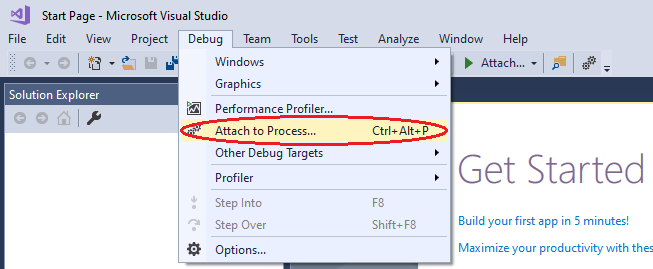 Start Page - Microsoft Visual Studio
File Edit View Project Debug Team Tools Test Analyze Window Help
Attach...
Solution Explorer
Windows
Graphics
Performance Profiler...
Attach to Process... Ctrl+Alt+P
Other Debug Targets
Profiler
Step Into F8
Step Over Shift+F8
Options...
Get Started
Build your first app in 5 minutes!
Maximize your productivity with these